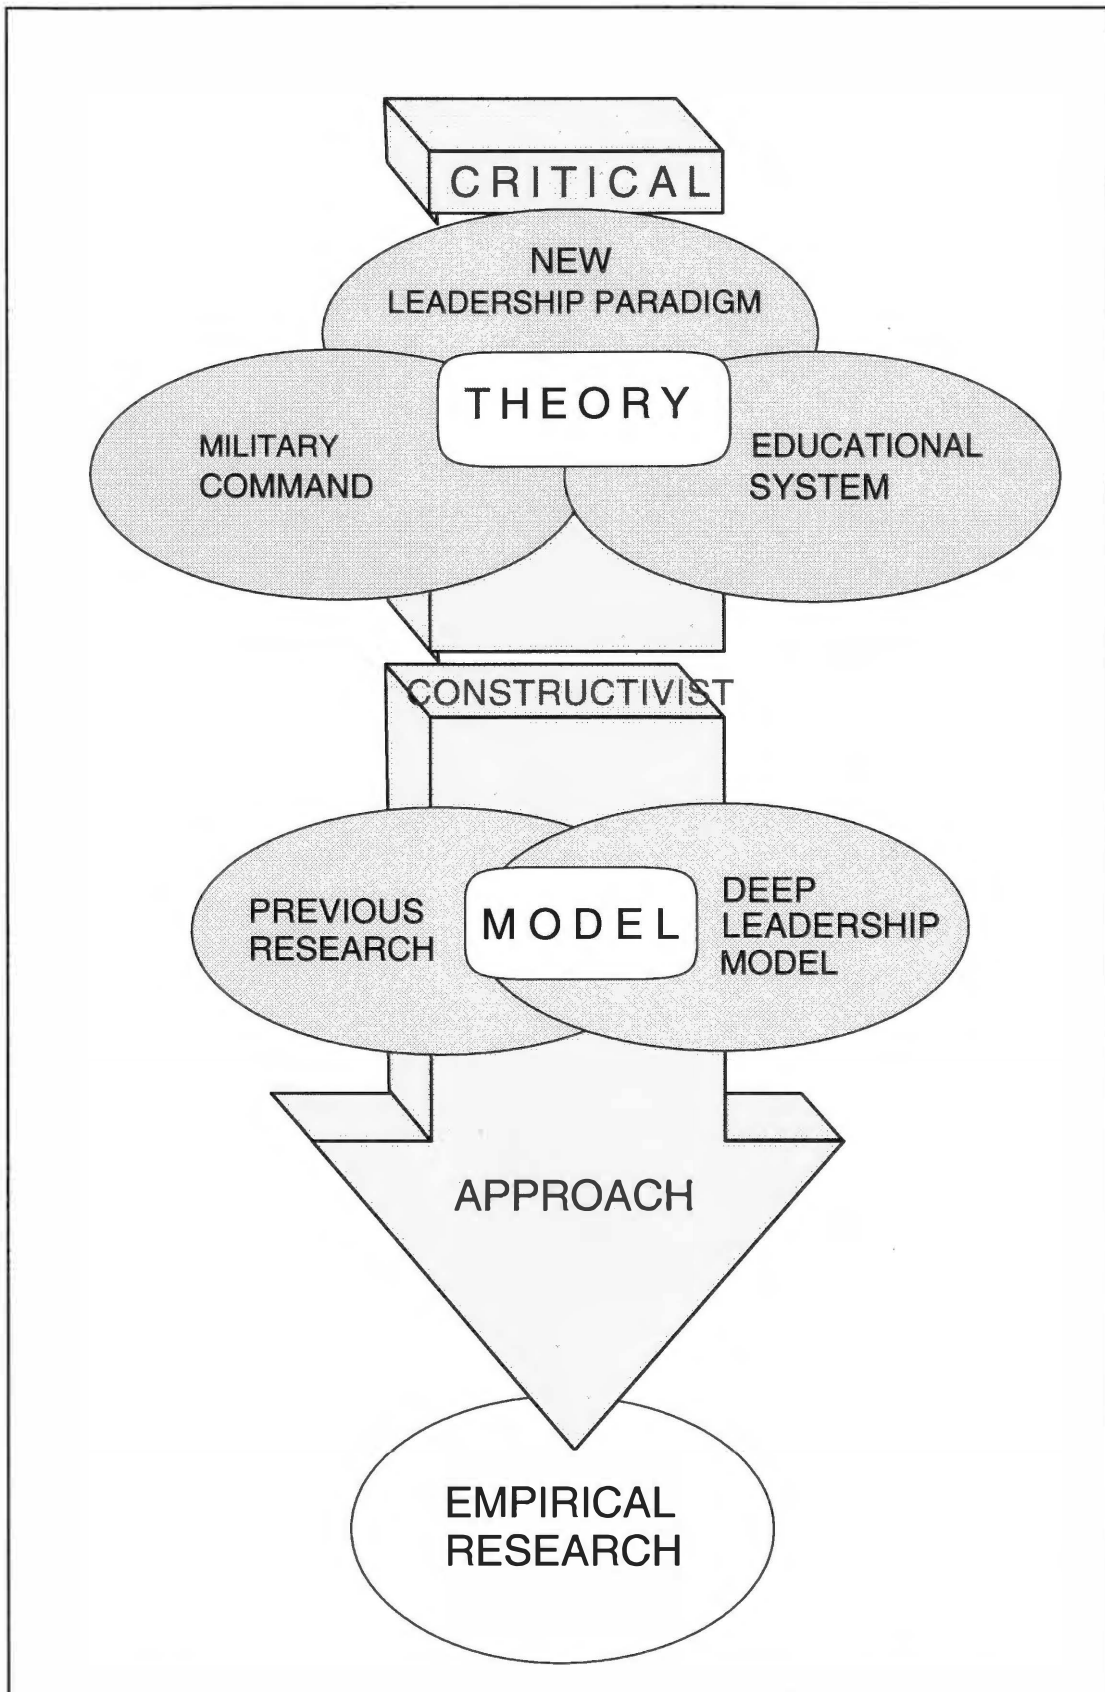 CRITICAL
NEW
LEADERSHIP PARADIGM
THEORY
MILITARY
COMMAND
EDUCATIONAL
SYSTEM
CONSTRUCTIVIST
PREVIOUS
RESEARCH
MODEL
DEEP
LEADERSHIP
MODEL
APPROACH
EMPIRICAL
RESEARCH